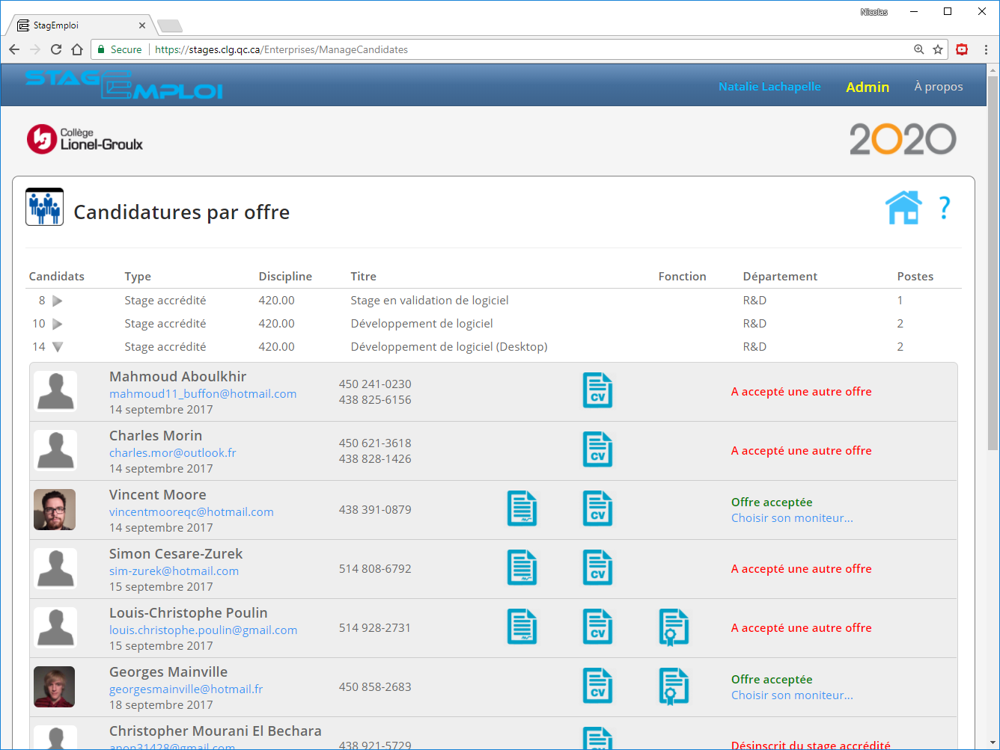 Nicolas
StagEmploi
Secure https://stages.clg.qc.ca/Enterprises/ManageCandidates
STAGEMPLOI
Natalie Lachapelle Admin À propos
Collège
Lionel-Groulx
2020
Candidatures par offre ?
Candidats Type Discipline Titre Fonction Département Postes
8 Stage accrédité 420.00 Stage en validation de logiciel R&D 1
10 Stage accrédité 420.00 Développement de logiciel R&D 2
14 Stage accrédité 420.00 Développement de logiciel (Desktop) R&D 2
Mahmoud Aboulkhir
mahmoud11_buffon@hotmail.com
14 septembre 2017
450 241-0230
438 825-6156
CV
A accepté une autre offre
Charles Morin
charles.mor@outlook.fr
14 septembre 2017
450 621-3618
438 828-1426
CV
A accepté une autre offre
Vincent Moore
vincentmooreqc@hotmail.com
14 septembre 2017
438 391-0879
CV
Offre acceptée
Choisir son moniteur...
Simon Cesare-Zurek
sim-zurek@hotmail.com
15 septembre 2017
514 808-6792
CV
A accepté une autre offre
Louis-Christophe Poulin
louis.christophe.poulin@gmail.com
15 septembre 2017
514 928-2731
CV
A accepté une autre offre
Georges Mainville
georgesmainville@hotmail.fr
18 septembre 2017
450 858-2683
CV
Offre acceptée
Choisir son moniteur...
Christopher Mourani El Bechara
anon31428@gmail.com
438 921-5729
CV
Désinscrit du stage accrédité